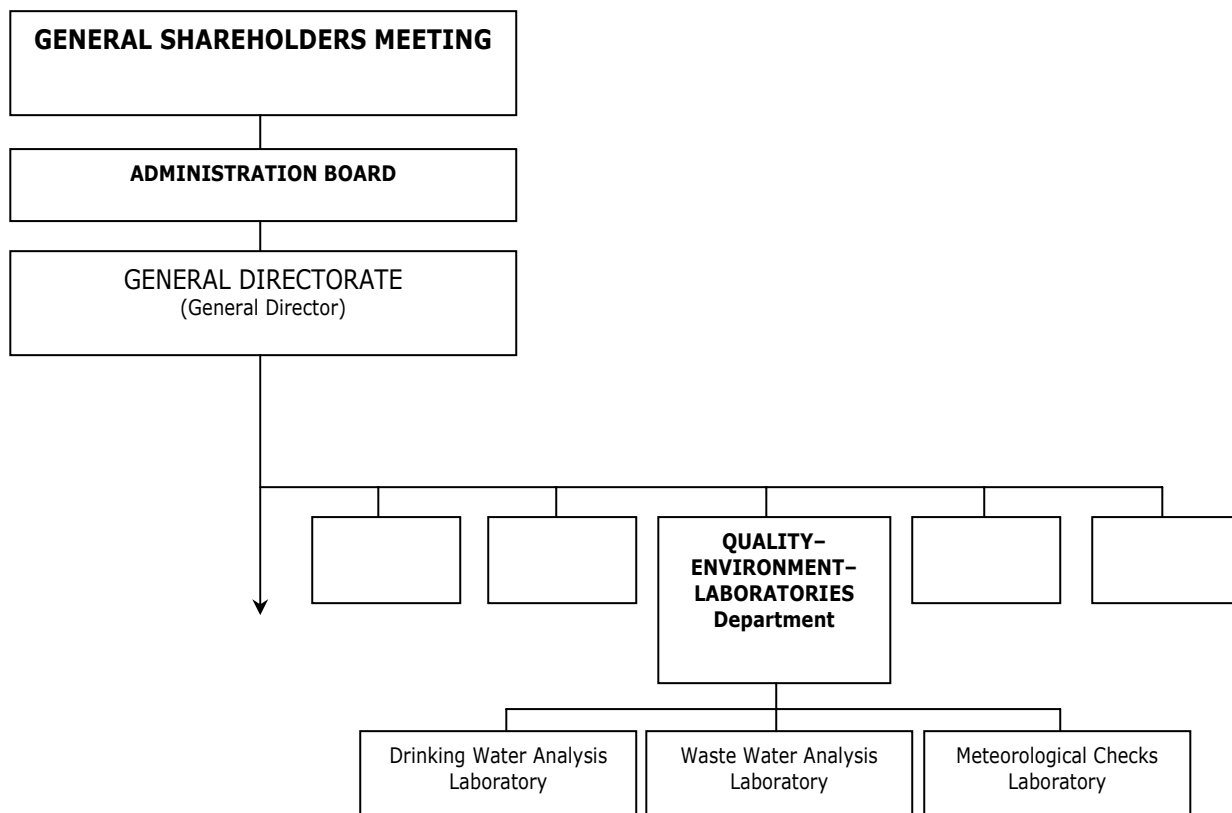 GENERAL SHAREHOLDERS MEETING
ADMINISTRATION BOARD
GENERAL DIRECTORATE
(General Director)
QUALITY–
ENVIRONMENT–
LABORATORIES
Department
Drinking Water Analysis
Laboratory
Waste Water Analysis
Laboratory
Meteorological Checks
Laboratory